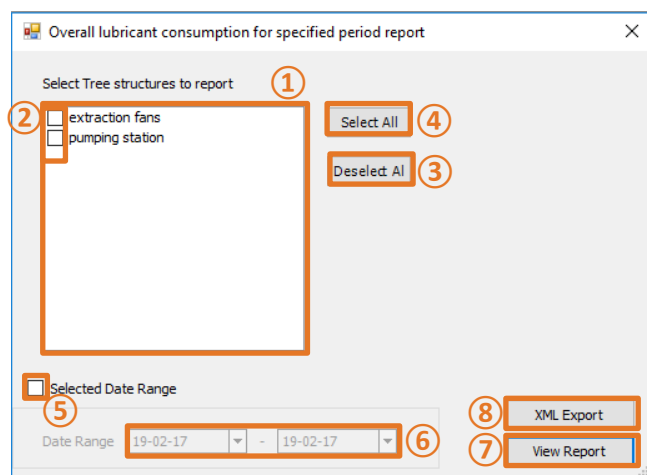 Overall lubricant consumption for specified period report
Select Tree structures to report
①
②
extraction fans
pumping station
Select All
④
Deselect Al
③
Selected Date Range
⑤
Date Range 19-02-17 - 19-02-17 ⑥
⑧ XML Export
⑦ View Report